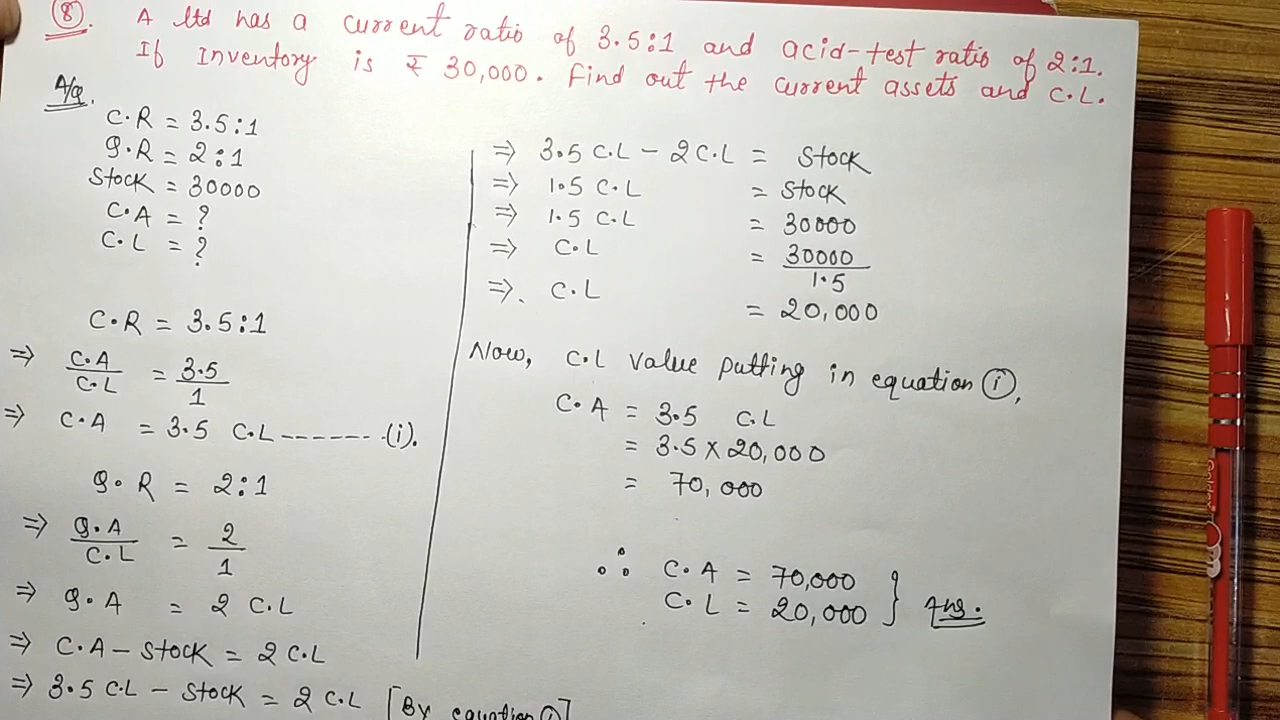 ⑧. A ltd has a current ratio of 3.5:1 and acid-test ratio of 2:1.
If Inventory is ₹ 30,000. Find out the current assets and C.L.
A/q.
C.R = 3.5:1
Q.R = 2:1
Stock = 30000
C.A = ?
C.L = ?
C.R = 3.5:1
⇒ C.A/C.L = 3.5/1
⇒ C.A = 3.5 C.L -------(i).
Q.R = 2:1
⇒ Q.A/C.L = 2/1
⇒ Q.A = 2 C.L
⇒ C.A - Stock = 2 C.L
⇒ 3.5 C.L - Stock = 2 C.L [By equation ①]
⇒ 3.5 C.L - 2 C.L = Stock
⇒ 1.5 C.L = Stock
⇒ 1.5 C.L = 30000
⇒ C.L = 30000/1.5
⇒. C.L = 20,000
Now, C.L Value putting in equation ⓘ,
C.A = 3.5 C.L
= 3.5 × 20,000
= 70,000
∴ C.A = 70,000
C.L = 20,000 } Ans.